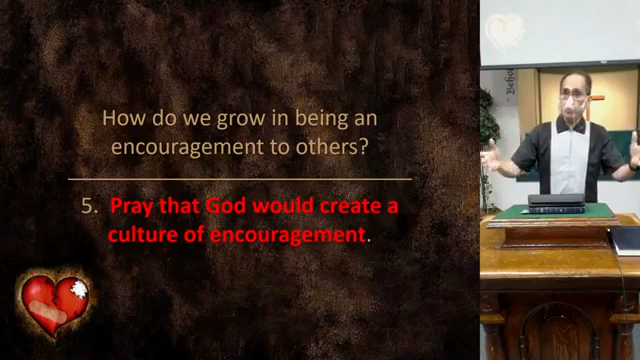 How do we grow in being an
encouragement to others?
5. Pray that God would create a
culture of encouragement.
"Behol